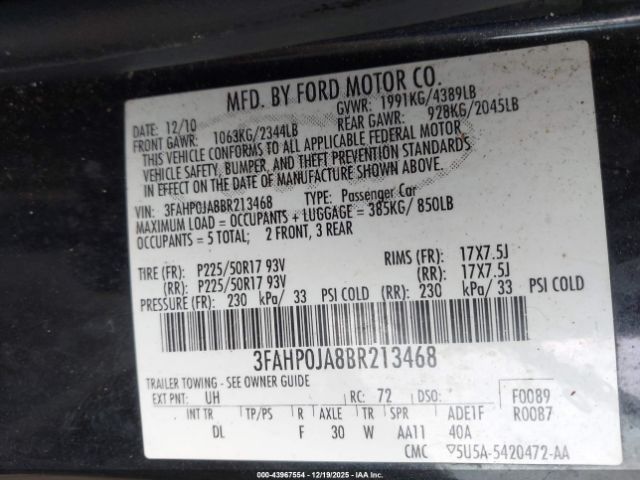 MFD. BY FORD MOTOR CO.
DATE: 12/10 GVWR: 1991KG/4389LB
FRONT GAWR: 1063KG/2344LB REAR GAWR: 928KG/2045LB
THIS VEHICLE CONFORMS TO ALL APPLICABLE FEDERAL MOTOR
VEHICLE SAFETY, BUMPER, AND THEFT PREVENTION STANDARDS
IN EFFECT ON THE DATE OF MANUFACTURE SHOWN ABOVE.
VIN: 3FAHP0JA8BR213468 TYPE: Passenger Car
MAXIMUM LOAD = OCCUPANTS + LUGGAGE = 385KG/ 850LB
OCCUPANTS = 5 TOTAL; 2 FRONT, 3 REAR
TIRE (FR): P225/50R17 93V RIMS (FR): 17X7.5J
(RR): P225/50R17 93V (RR): 17X7.5J
PRESSURE (FR): 230 kPa/ 33 PSI COLD (RR): 230 kPa/ 33 PSI COLD
3FAHP0JA8BR213468
TRAILER TOWING - SEE OWNER GUIDE
EXT PNT: UH RC: 72 DSO: F0089
INT TR TP/PS R AXLE TR SPR ADE1F R0087
DL F 30 W AA11 40A
CMC ▽5U5A-5420472-AA
© IAA: #43967554 | 12/19/2025 - IAAI.COM